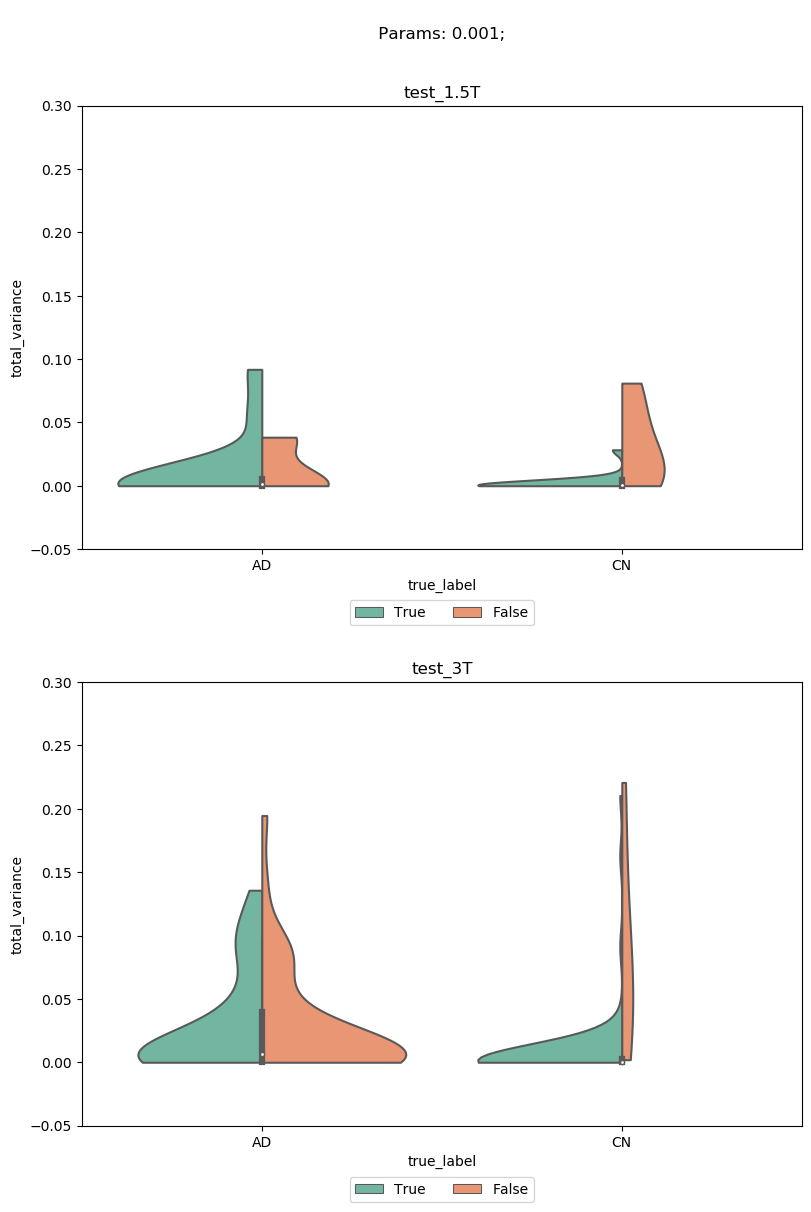 Params: 0.001;
test_1.5T
0.30
0.25
0.20
0.15
0.10
0.05
0.00
−0.05
total_variance
AD CN
true_label
True False
test_3T
0.30
0.25
0.20
0.15
0.10
0.05
0.00
−0.05
total_variance
AD CN
true_label
True False